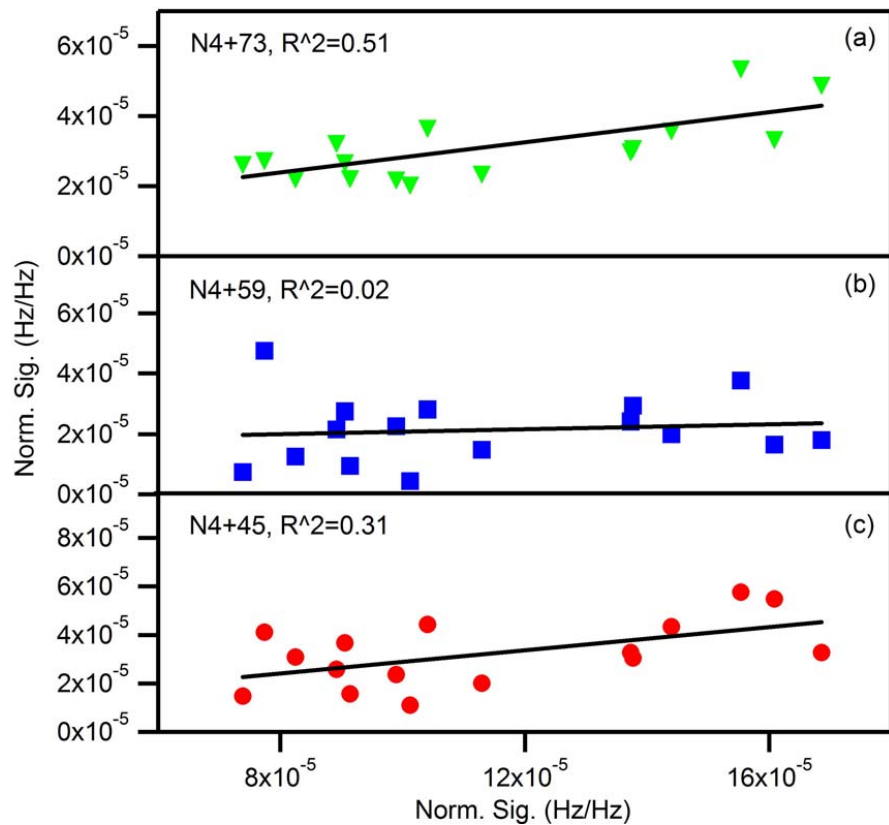 N4+73, R^2=0.51
(a)
6x10⁻⁵
4x10⁻⁵
2x10⁻⁵
0x10⁻⁵
N4+59, R^2=0.02
(b)
6x10⁻⁵
4x10⁻⁵
2x10⁻⁵
0x10⁻⁵
Norm. Sig. (Hz/Hz)
N4+45, R^2=0.31
(c)
8x10⁻⁵
6x10⁻⁵
4x10⁻⁵
2x10⁻⁵
0x10⁻⁵
8x10⁻⁵ 12x10⁻⁵ 16x10⁻⁵
Norm. Sig. (Hz/Hz)